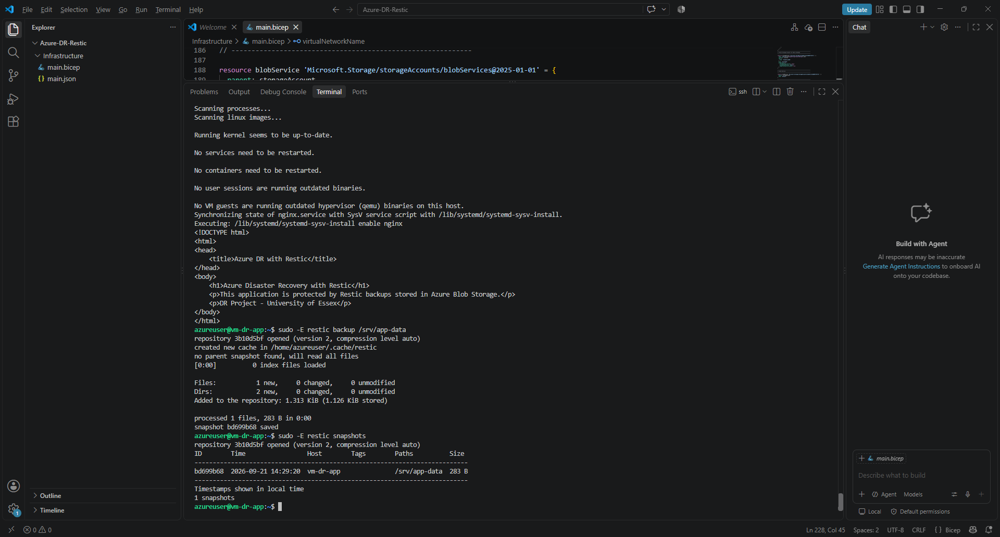 File Edit Selection View Go Run Terminal Help
Azure-DR-Restic
Update
Explorer
Azure-DR-Restic
Infrastructure
main.bicep
main.json
Outline
Timeline
Welcome
main.bicep
Infrastructure > main.bicep > virtualNetworkName
186 // ------------------------------------------------------------
187
188 resource blobService 'Microsoft.Storage/storageAccounts/blobServices@2025-01-01' = {
189 parent: storageAccount
Problems Output Debug Console Terminal Ports
ssh
Scanning processes...
Scanning linux images...
Running kernel seems to be up-to-date.
No services need to be restarted.
No containers need to be restarted.
No user sessions are running outdated binaries.
No VM guests are running outdated hypervisor (qemu) binaries on this host.
Synchronizing state of nginx.service with SysV service script with /lib/systemd/systemd-sysv-install.
Executing: /lib/systemd/systemd-sysv-install enable nginx
<!DOCTYPE html>
<html>
<head>
    <title>Azure DR with Restic</title>
</head>
<body>
    <h1>Azure Disaster Recovery with Restic</h1>
    <p>This application is protected by Restic backups stored in Azure Blob Storage.</p>
    <p>DR Project - University of Essex</p>
</body>
</html>
azureuser@vm-dr-app:~$ sudo -E restic backup /srv/app-data
repository 3b10d5bf opened (version 2, compression level auto)
created new cache in /home/azureuser/.cache/restic
no parent snapshot found, will read all files
[0:00]          0 index files loaded
Files:           1 new,     0 changed,     0 unmodified
Dirs:            2 new,     0 changed,     0 unmodified
Added to the repository: 1.313 KiB (1.126 KiB stored)
processed 1 files, 283 B in 0:00
snapshot bd699b68 saved
azureuser@vm-dr-app:~$ sudo -E restic snapshots
repository 3b10d5bf opened (version 2, compression level auto)
ID        Time                 Host        Tags        Paths          Size
---------------------------------------------------------------------------
bd699b68  2026-09-21 14:29:20  vm-dr-app               /srv/app-data  283 B
---------------------------------------------------------------------------
Timestamps shown in local time
1 snapshots
azureuser@vm-dr-app:~$
Chat
Build with Agent
AI responses may be inaccurate
Generate Agent Instructions to onboard AI
onto your codebase.
main.bicep
Describe what to build
Agent Models
Local Default permissions
1
0 0
Ln 228, Col 45 Spaces: 2 UTF-8 CRLF { } Bicep